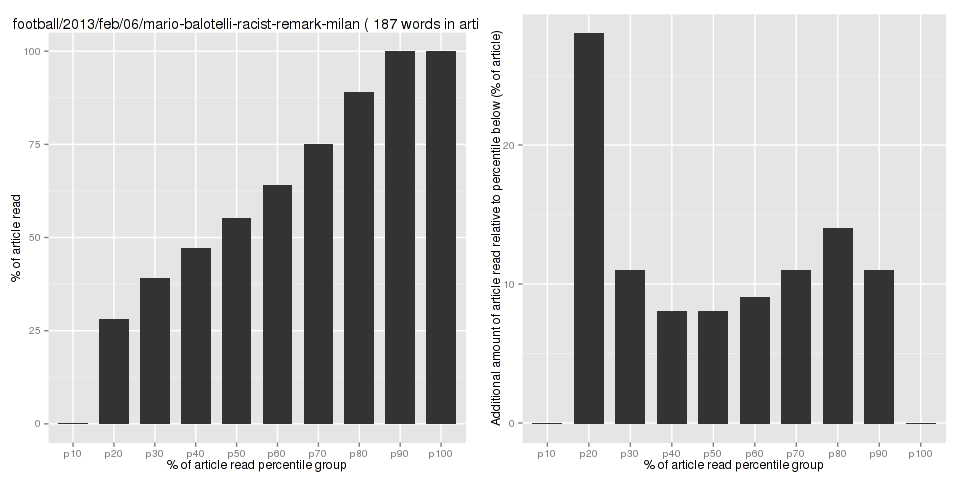 football/2013/feb/06/mario-balotelli-racist-remark-milan ( 187 words in arti
% of article read
100
75
50
25
0
p10 p20 p30 p40 p50 p60 p70 p80 p90 p100
% of article read percentile group
Additional amount of article read relative to percentile below (% of article)
20
10
0
p10 p20 p30 p40 p50 p60 p70 p80 p90 p100
% of article read percentile group